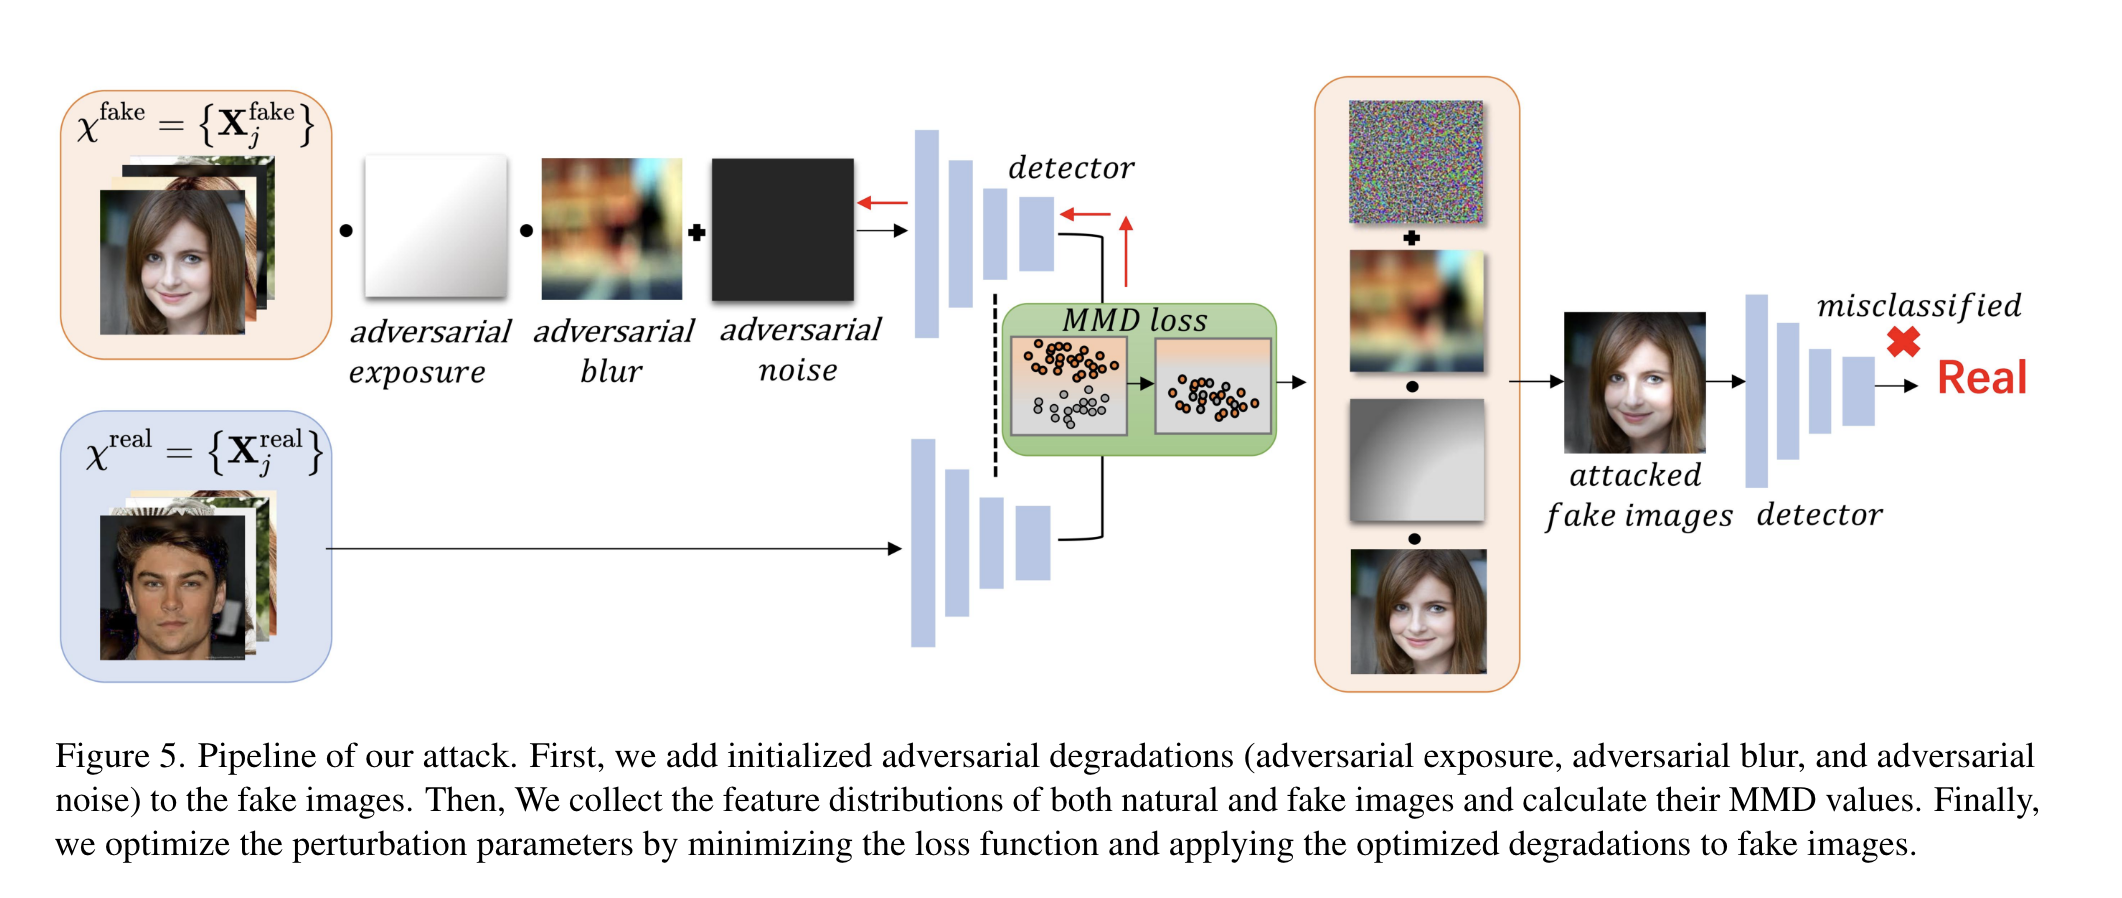 χ^fake = {X_j^fake}
adversarial exposure
adversarial blur
adversarial noise
detector
MMD loss
χ^real = {X_j^real}
attacked
fake images
detector
misclassified
Real
Figure 5. Pipeline of our attack. First, we add initialized adversarial degradations (adversarial exposure, adversarial blur, and adversarial
noise) to the fake images. Then, We collect the feature distributions of both natural and fake images and calculate their MMD values. Finally,
we optimize the perturbation parameters by minimizing the loss function and applying the optimized degradations to fake images.